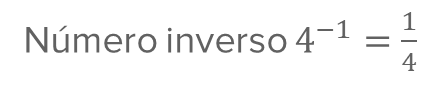 Número inverso 4⁻¹ = 1/4